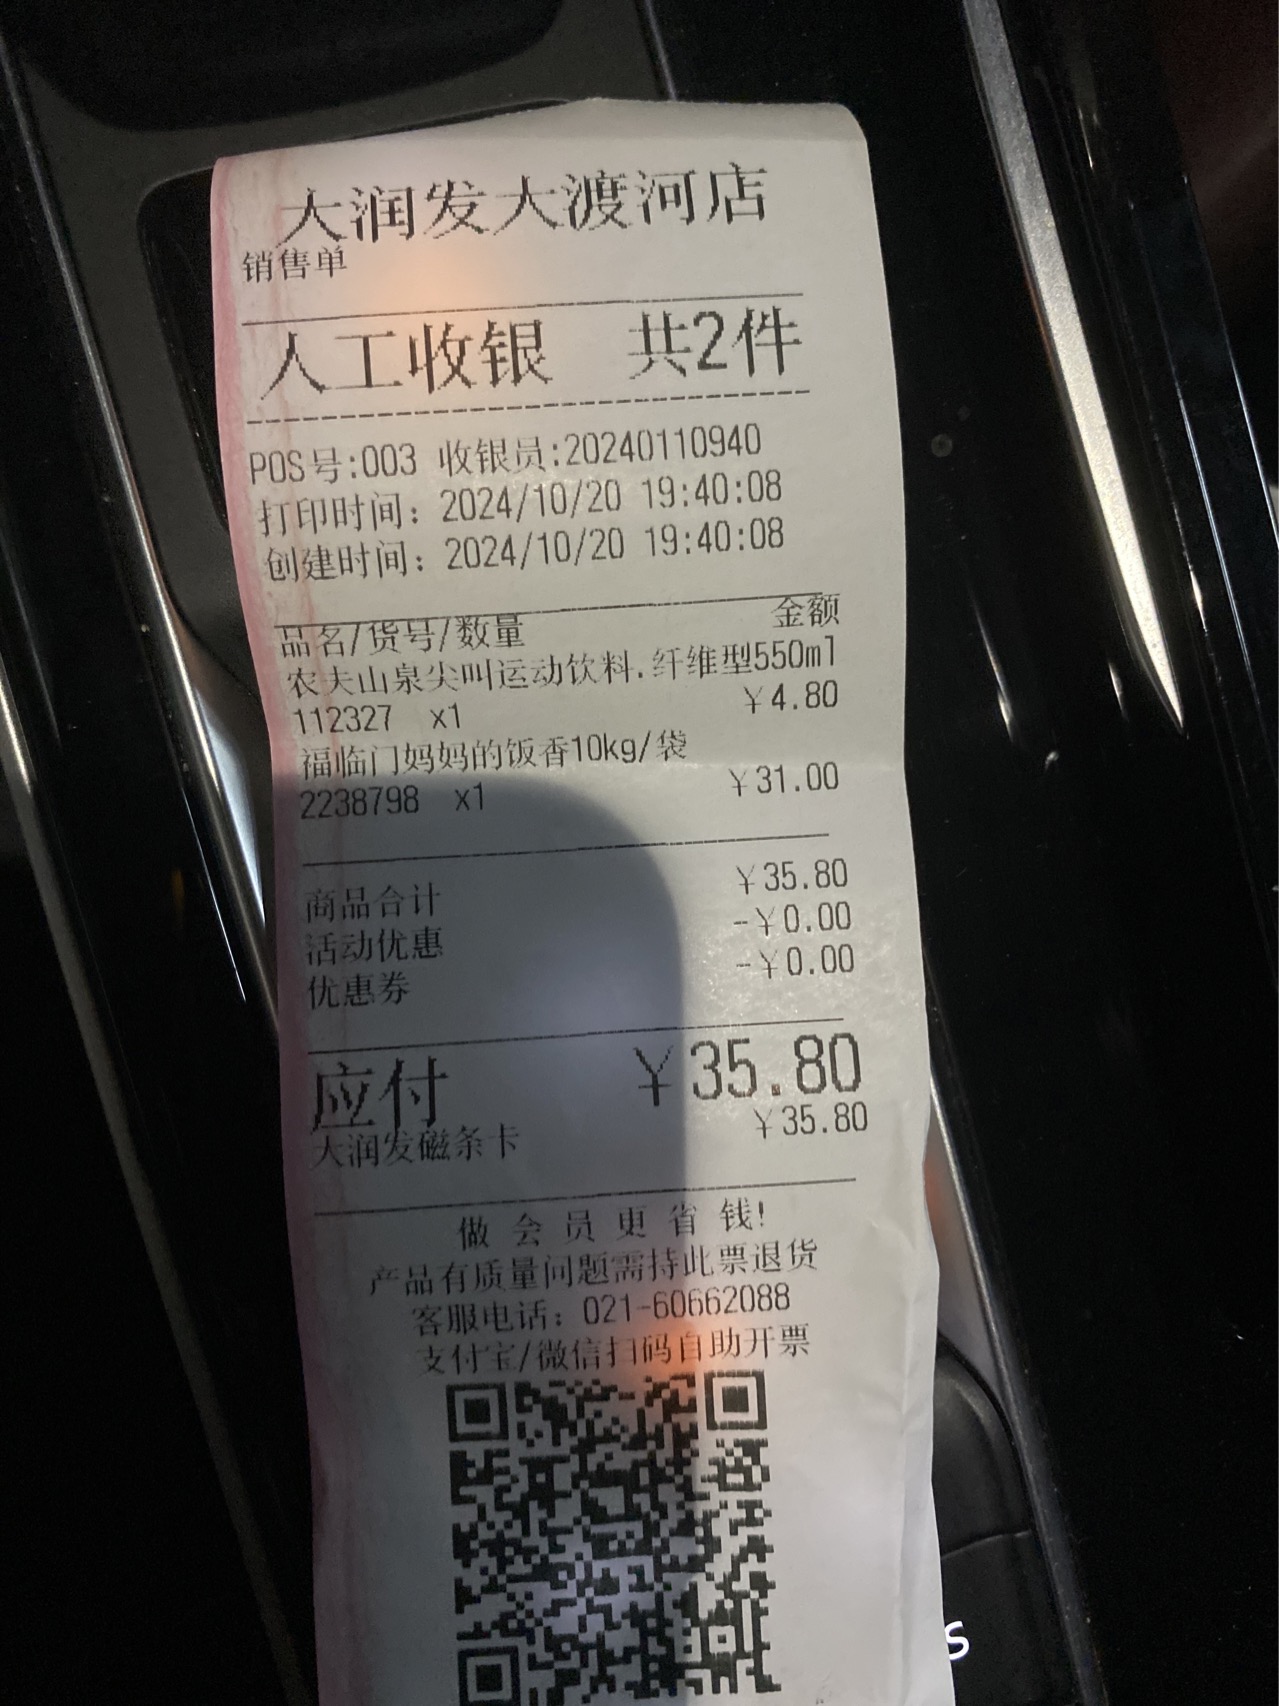 大润发大渡河店
销售单
人工收银 共2件
POS号:003 收银员:20240110940
打印时间: 2024/10/20 19:40:08
创建时间: 2024/10/20 19:40:08
品名/货号/数量 金额
农夫山泉尖叫运动饮料.纤维型550ml
112327 x1 ￥4.80
福临门妈妈的饭香10kg/袋
2238798 x1 ￥31.00
商品合计 ￥35.80
活动优惠 -￥0.00
优惠券 -￥0.00
应付 ￥35.80
大润发磁条卡 ￥35.80
做 会 员 更 省 钱!
产品有质量问题需持此票退货
客服电话: 021-60662088
支付宝/微信扫码自助开票
S